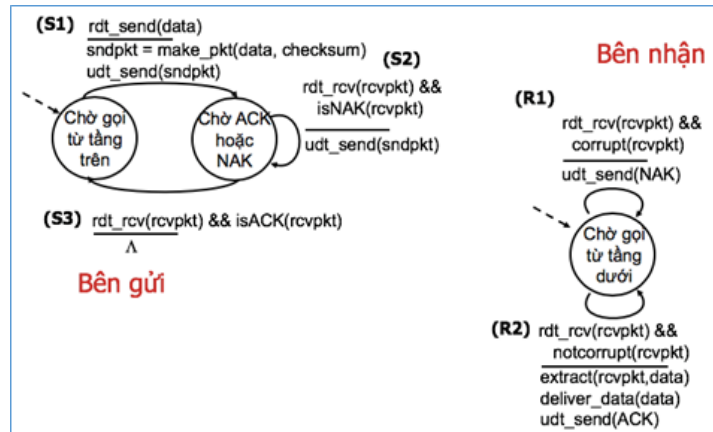 (S1)
rdt_send(data)
sndpkt = make_pkt(data, checksum)
udt_send(sndpkt)
Chờ gọi
từ tầng
trên
Chờ ACK
hoặc
NAK
(S2)
rdt_rcv(rcvpkt) &&
isNAK(rcvpkt)
udt_send(sndpkt)
(S3) rdt_rcv(rcvpkt) && isACK(rcvpkt)
Λ
Bên gửi
Bên nhận
(R1)
rdt_rcv(rcvpkt) &&
corrupt(rcvpkt)
udt_send(NAK)
Chờ gọi
từ tầng
dưới
(R2) rdt_rcv(rcvpkt) &&
notcorrupt(rcvpkt)
extract(rcvpkt,data)
deliver_data(data)
udt_send(ACK)